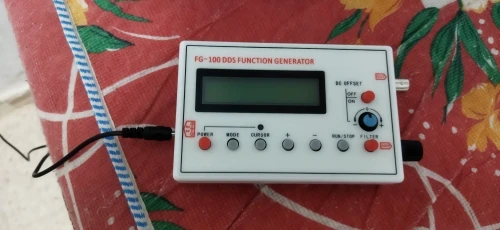 FG-100 DDS FUNCTION GENERATOR
DC OFFSET
OFF
ON
POWER
MODE
CURSOR
+
-
RUN/STOP
FILTER